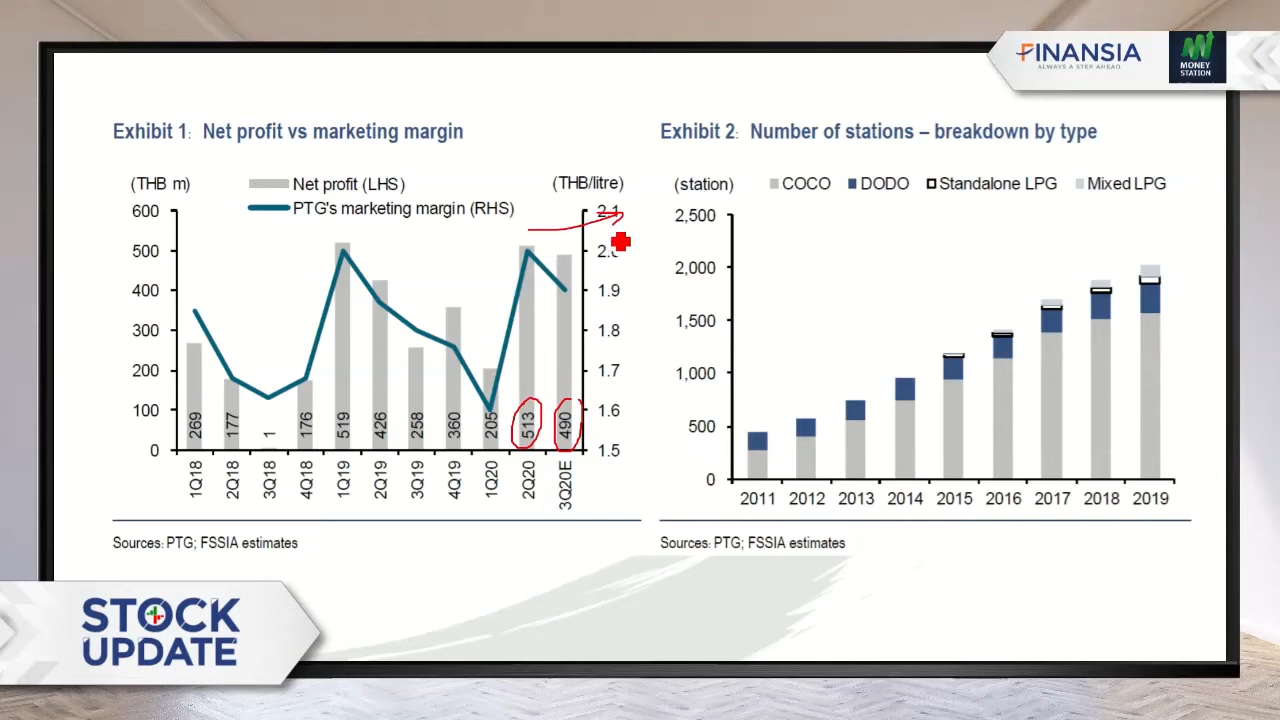 FINANSIA
ALWAYS A STEP AHEAD
MONEY
STATION
Exhibit 1: Net profit vs marketing margin
(THB m)
Net profit (LHS)
(THB/litre)
PTG's marketing margin (RHS)
600
500
400
300
200
100
0
2.1
2.0
1.9
1.8
1.7
1.6
1.5
269
177
1
176
519
426
258
360
205
513
490
1Q18
2Q18
3Q18
4Q18
1Q19
2Q19
3Q19
4Q19
1Q20
2Q20
3Q20E
Sources: PTG; FSSIA estimates
Exhibit 2: Number of stations – breakdown by type
(station)
COCO
DODO
Standalone LPG
Mixed LPG
2,500
2,000
1,500
1,000
500
0
2011
2012
2013
2014
2015
2016
2017
2018
2019
Sources: PTG; FSSIA estimates
STOCK
UPDATE